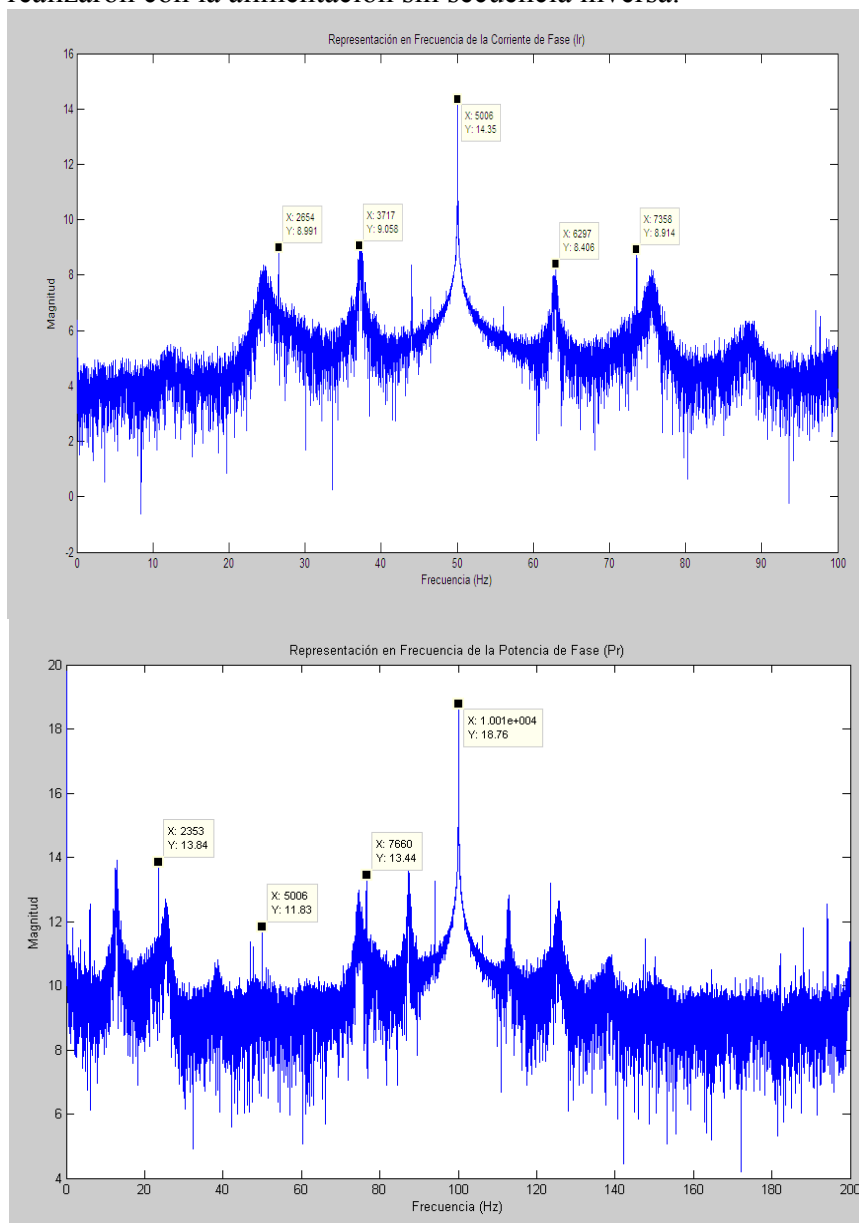 realizaron con la alimentación sin secuencia inversa.
Representación en Frecuencia de la Corriente de Fase (Ir)
16
14
12
10
8
6
4
2
0
-2
Magnitud
X: 5006
Y: 14.35
X: 2654
Y: 8.991
X: 3717
Y: 9.058
X: 6297
Y: 8.406
X: 7358
Y: 8.914
0 10 20 30 40 50 60 70 80 90 100
Frecuencia (Hz)
Representación en Frecuencia de la Potencia de Fase (Pr)
20
18
16
14
12
10
8
6
4
Magnitud
X: 1.001e+004
Y: 18.76
X: 2353
Y: 13.84
X: 7660
Y: 13.44
X: 5006
Y: 11.83
0 20 40 60 80 100 120 140 160 180 200
Frecuencia (Hz)